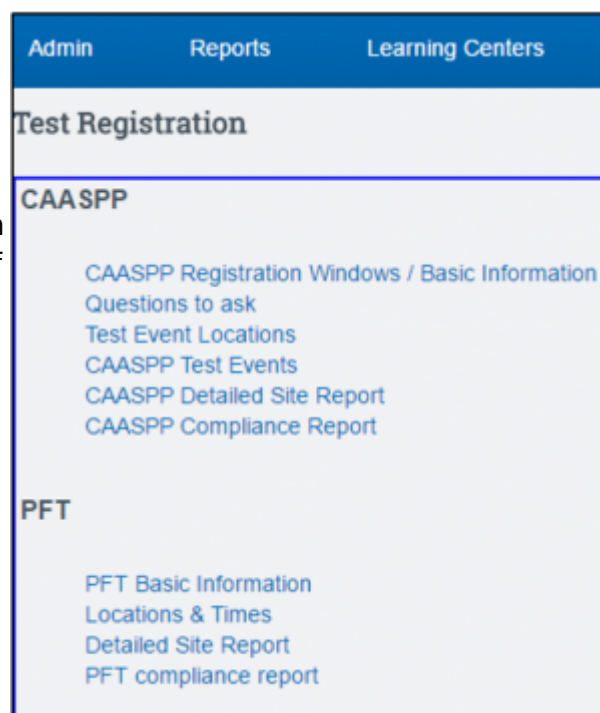 Admin Reports Learning Centers
Test Registration
CAASPP
CAASPP Registration Windows / Basic Information
Questions to ask
Test Event Locations
CAASPP Test Events
CAASPP Detailed Site Report
CAASPP Compliance Report
PFT
PFT Basic Information
Locations & Times
Detailed Site Report
PFT compliance report